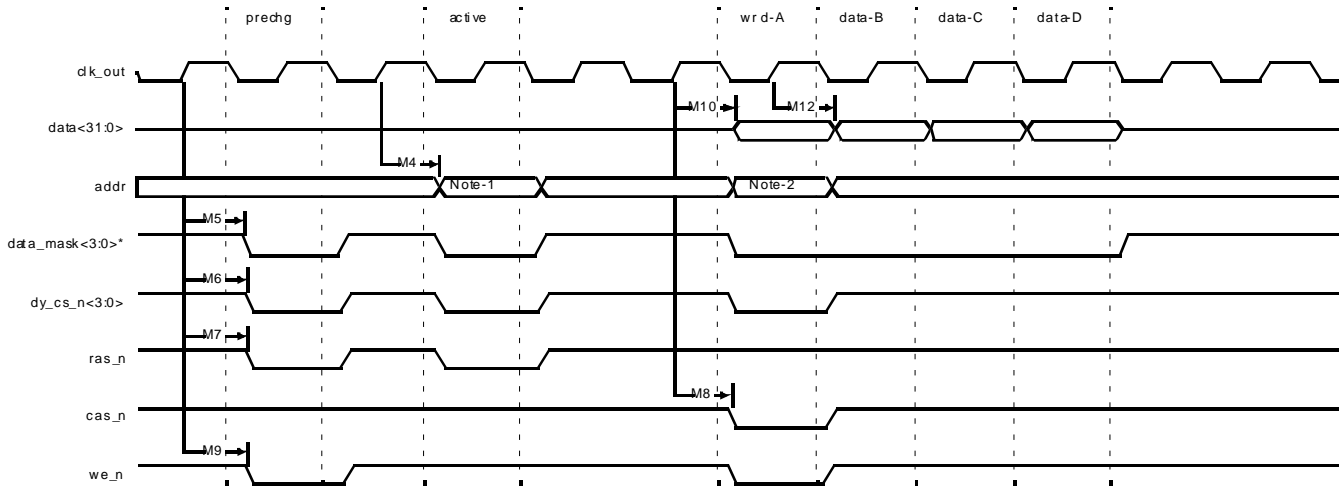 prechg active wrd-A data-B data-C data-D
clk_out
M10 M12
data<31:0>
M4
addr Note-1 Note-2
M5
data_mask<3:0>*
M6
dy_cs_n<3:0>
M7
ras_n
M8
cas_n
M9
we_n